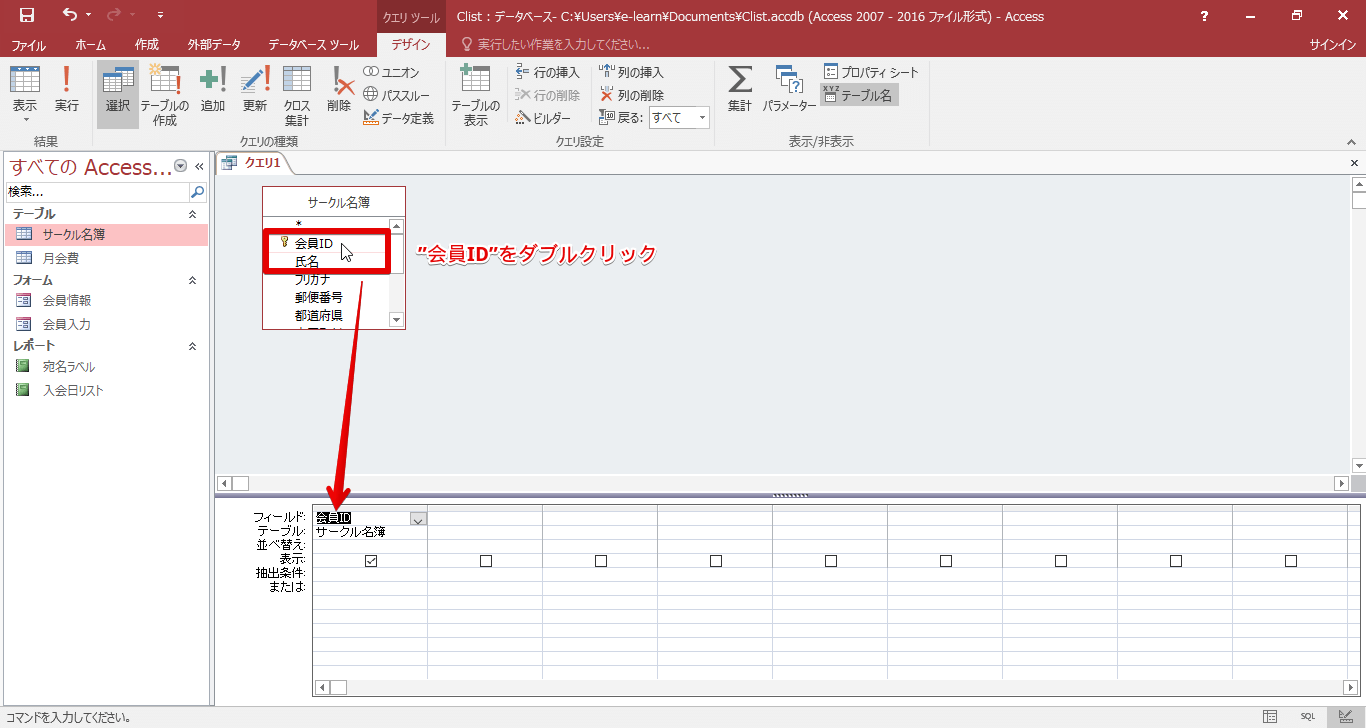 クエリ ツール
Clist : データベース- C:¥Users¥e-learn¥Documents¥Clist.accdb (Access 2007 - 2016 ファイル形式) - Access
?
ファイル ホーム 作成 外部データ データベース ツール デザイン 実行したい作業を入力してください... サインイン
表示 実行
結果
選択 テーブルの作成 追加 更新 クロス集計 削除
ユニオン
パススルー
データ定義
クエリの種類
テーブルの表示
行の挿入
行の削除
ビルダー
列の挿入
列の削除
戻る: すべて
クエリ設定
集計 パラメーター
プロパティ シート
テーブル名
表示/非表示
すべての Access...
検索...
テーブル
サークル名簿
月会費
フォーム
会員情報
会員入力
レポート
宛名ラベル
入会日リスト
クエリ1
サークル名簿
*
会員ID
氏名
フリガナ
郵便番号
都道府県
”会員ID”をダブルクリック
フィールド: 会員ID
テーブル: サークル名簿
並べ替え:
表示:
抽出条件:
または:
コマンドを入力してください。
SQL